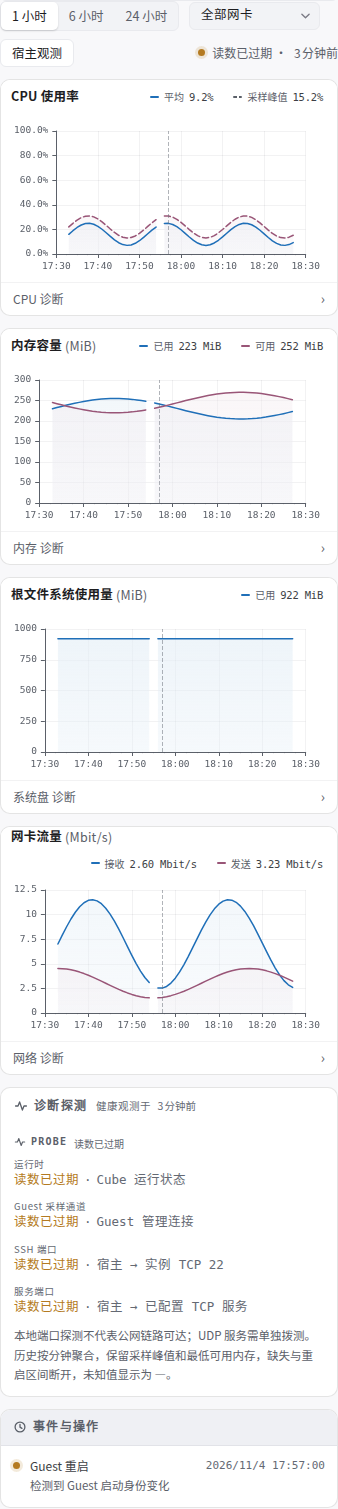 1 小时 6 小时 24 小时 全部网卡
宿主观测 读数已过期 · 3分钟前
CPU 使用率 平均 9.2% 采样峰值 15.2%
100.0%
80.0%
60.0%
40.0%
20.0%
0.0%
17:30 17:40 17:50 18:00 18:10 18:20 18:30
CPU 诊断 ›
内存容量 (MiB) 已用 223 MiB 可用 252 MiB
300
250
200
150
100
50
0
17:30 17:40 17:50 18:00 18:10 18:20 18:30
内存 诊断 ›
根文件系统使用量 (MiB) 已用 922 MiB
1000
750
500
250
0
17:30 17:40 17:50 18:00 18:10 18:20 18:30
系统盘 诊断 ›
网卡流量 (Mbit/s)
接收 2.60 Mbit/s 发送 3.23 Mbit/s
12.5
10
7.5
5
2.5
0
17:30 17:40 17:50 18:00 18:10 18:20 18:30
网络 诊断 ›
诊断探测 健康观测于 3分钟前
PROBE 读数已过期
运行时
读数已过期 · Cube 运行状态
Guest 采样通道
读数已过期 · Guest 管理连接
SSH 端口
读数已过期 · 宿主 → 实例 TCP 22
服务端口
读数已过期 · 宿主 → 已配置 TCP 服务
本地端口探测不代表公网链路可达；UDP 服务需单独拨测。
历史按分钟聚合，保留采样峰值和最低可用内存，缺失与重
启区间断开，未知值显示为 —。
事件与操作
Guest 重启 2026/11/4 17:57:00
检测到 Guest 启动身份变化